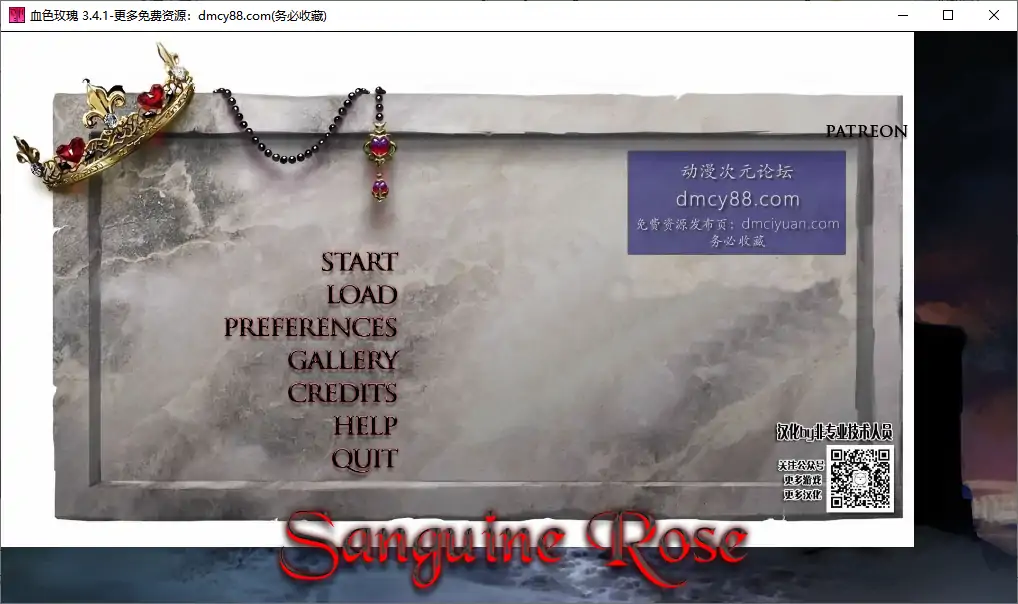 血色玫瑰 3.4.1-更多免费资源：dmcy88.com(务必收藏)
PATREON
动漫次元论坛
dmcy88.com
免费资源发布页：dmciyuan.com
务必收藏
START
LOAD
PREFERENCES
GALLERY
CREDITS
HELP
QUIT
汉化by非专业技术人员
关注公众号
更多游戏
更多汉化
Sanguine Rose